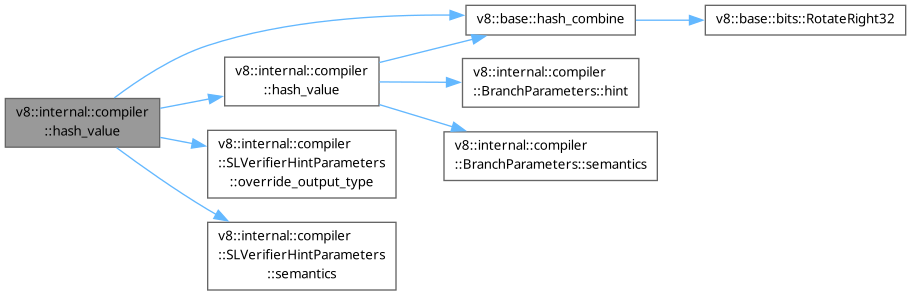 v8::internal::compiler
::hash_value
v8::base::hash_combine
v8::base::bits::RotateRight32
v8::internal::compiler
::hash_value
v8::internal::compiler
::BranchParameters::hint
v8::internal::compiler
::BranchParameters::semantics
v8::internal::compiler
::SLVerifierHintParameters
::override_output_type
v8::internal::compiler
::SLVerifierHintParameters
::semantics